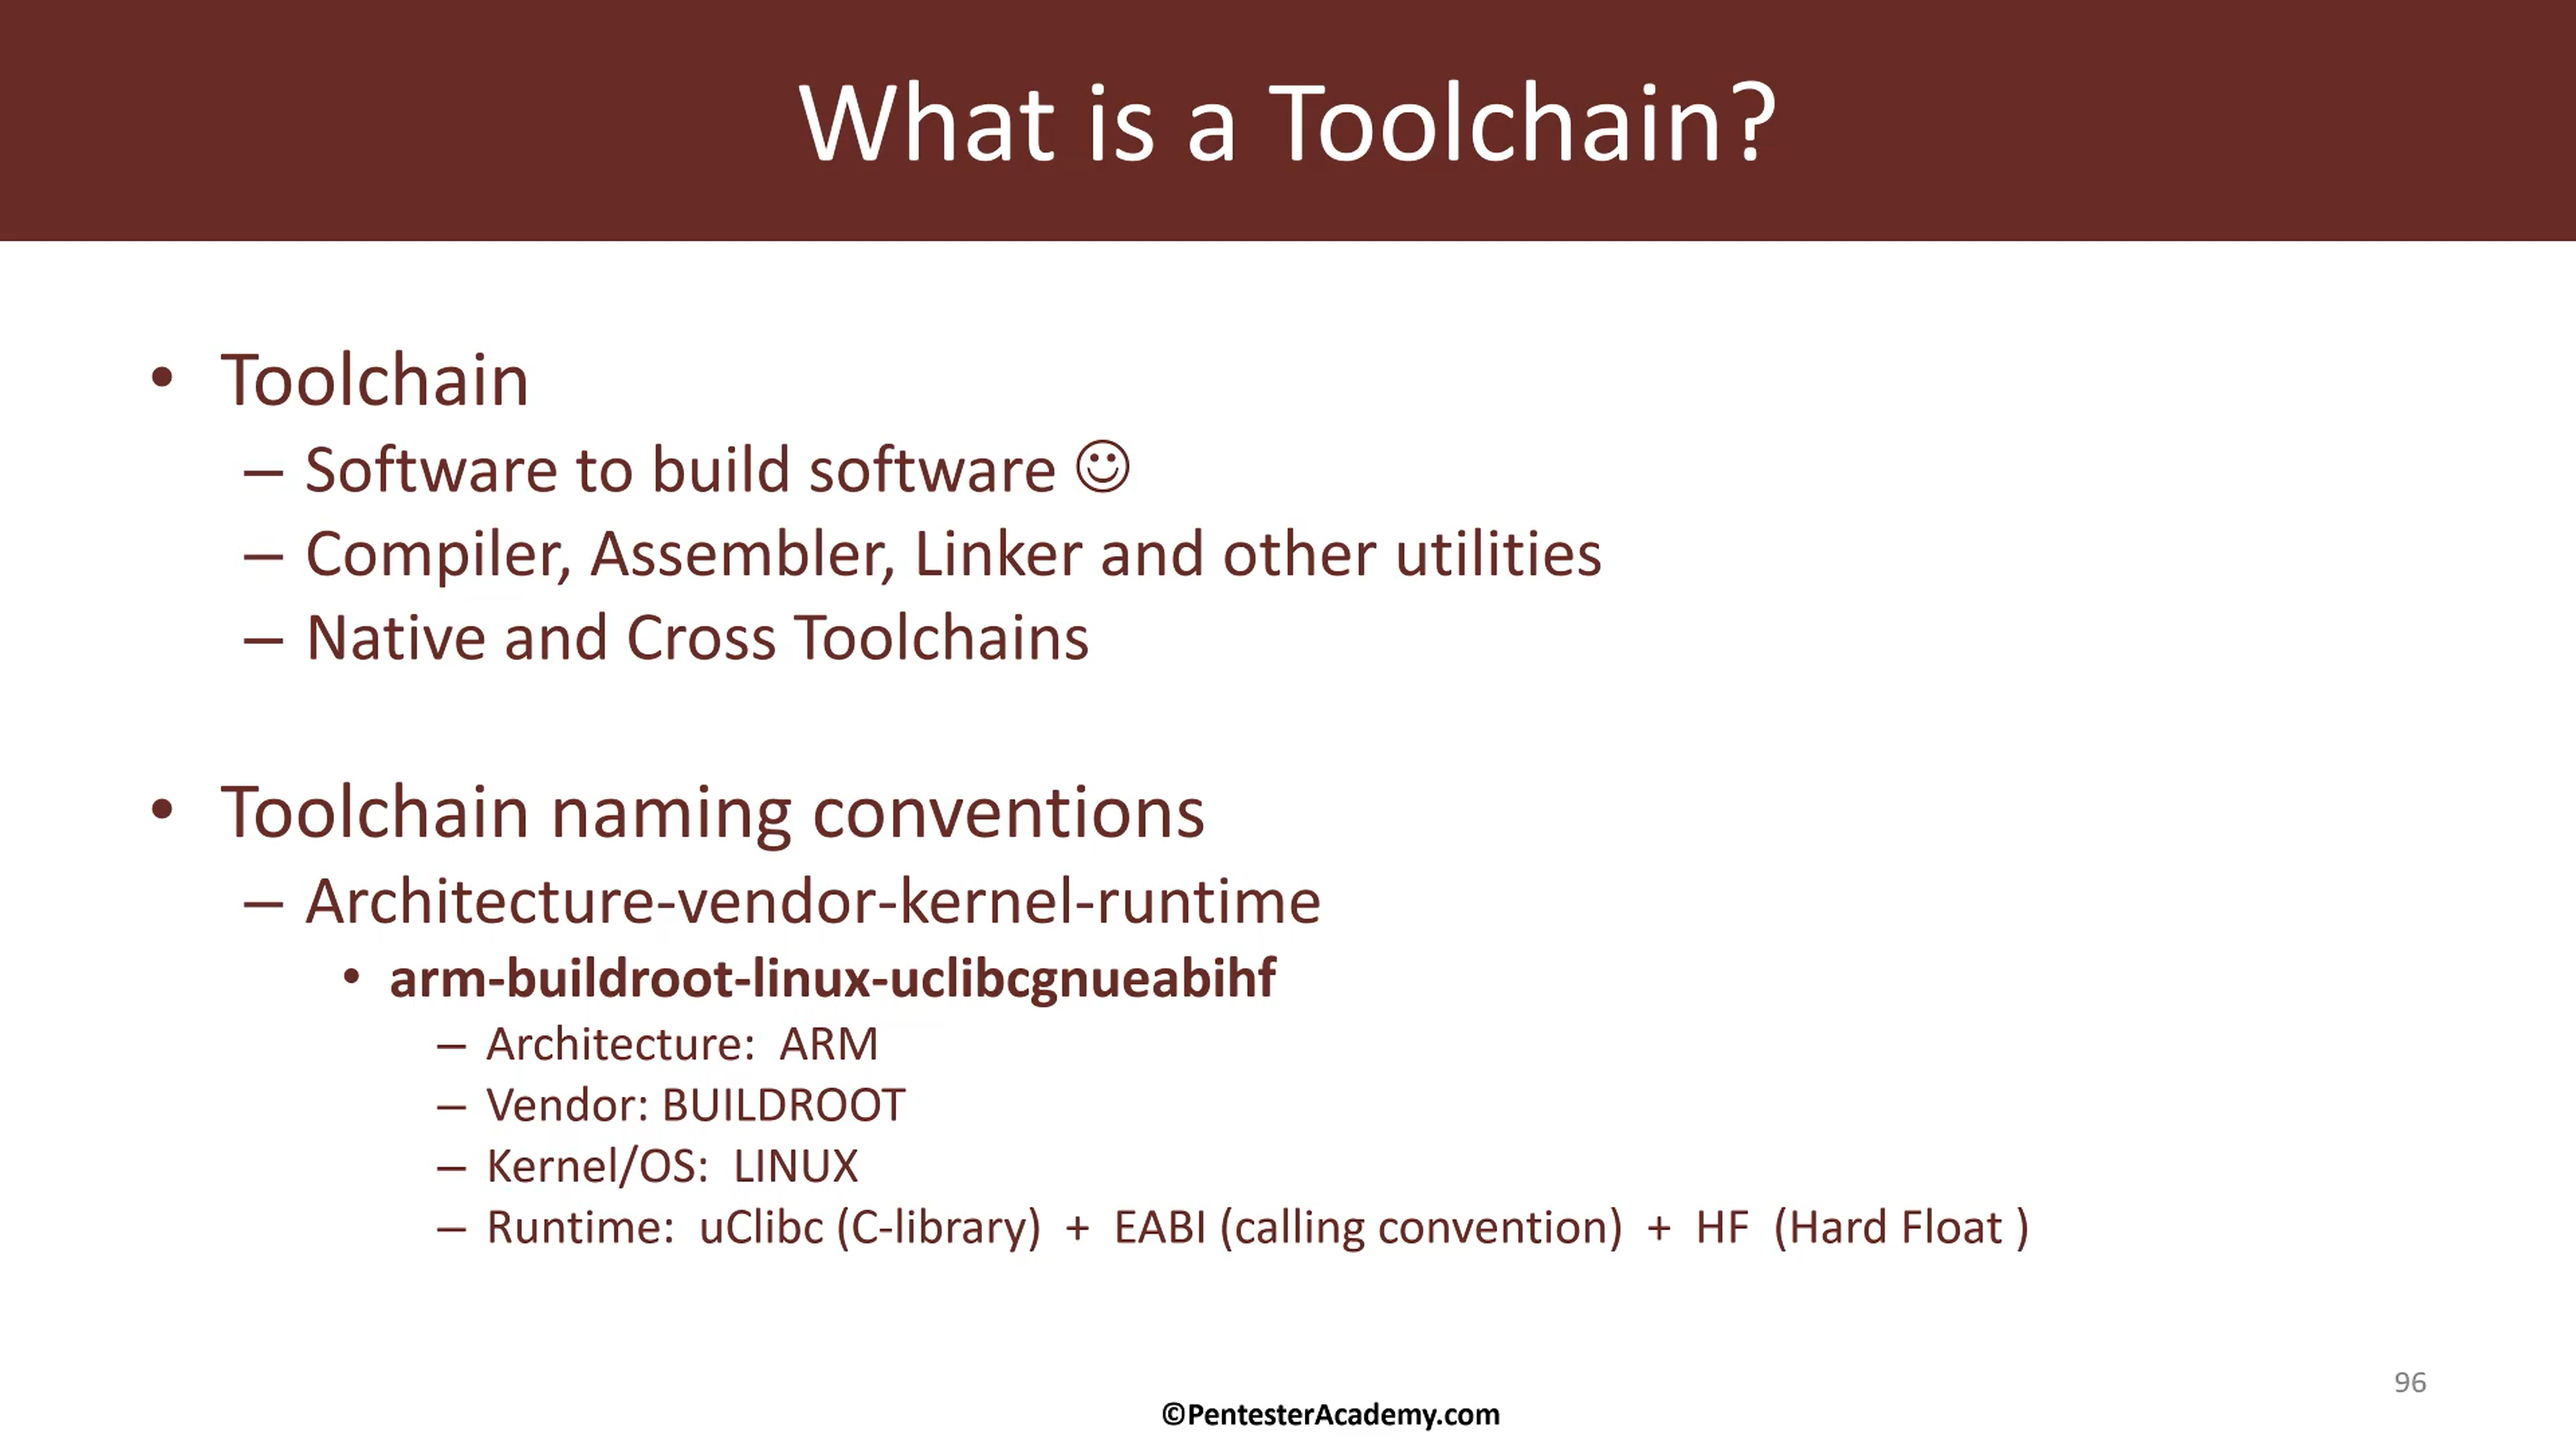 What is a Toolchain?
• Toolchain
– Software to build software ☺
– Compiler, Assembler, Linker and other utilities
– Native and Cross Toolchains
• Toolchain naming conventions
– Architecture-vendor-kernel-runtime
• arm-buildroot-linux-uclibcgnueabihf
– Architecture:  ARM
– Vendor: BUILDROOT
– Kernel/OS:  LINUX
– Runtime:  uClibc (C-library)  +  EABI (calling convention)  +  HF  (Hard Float )
96
©PentesterAcademy.com